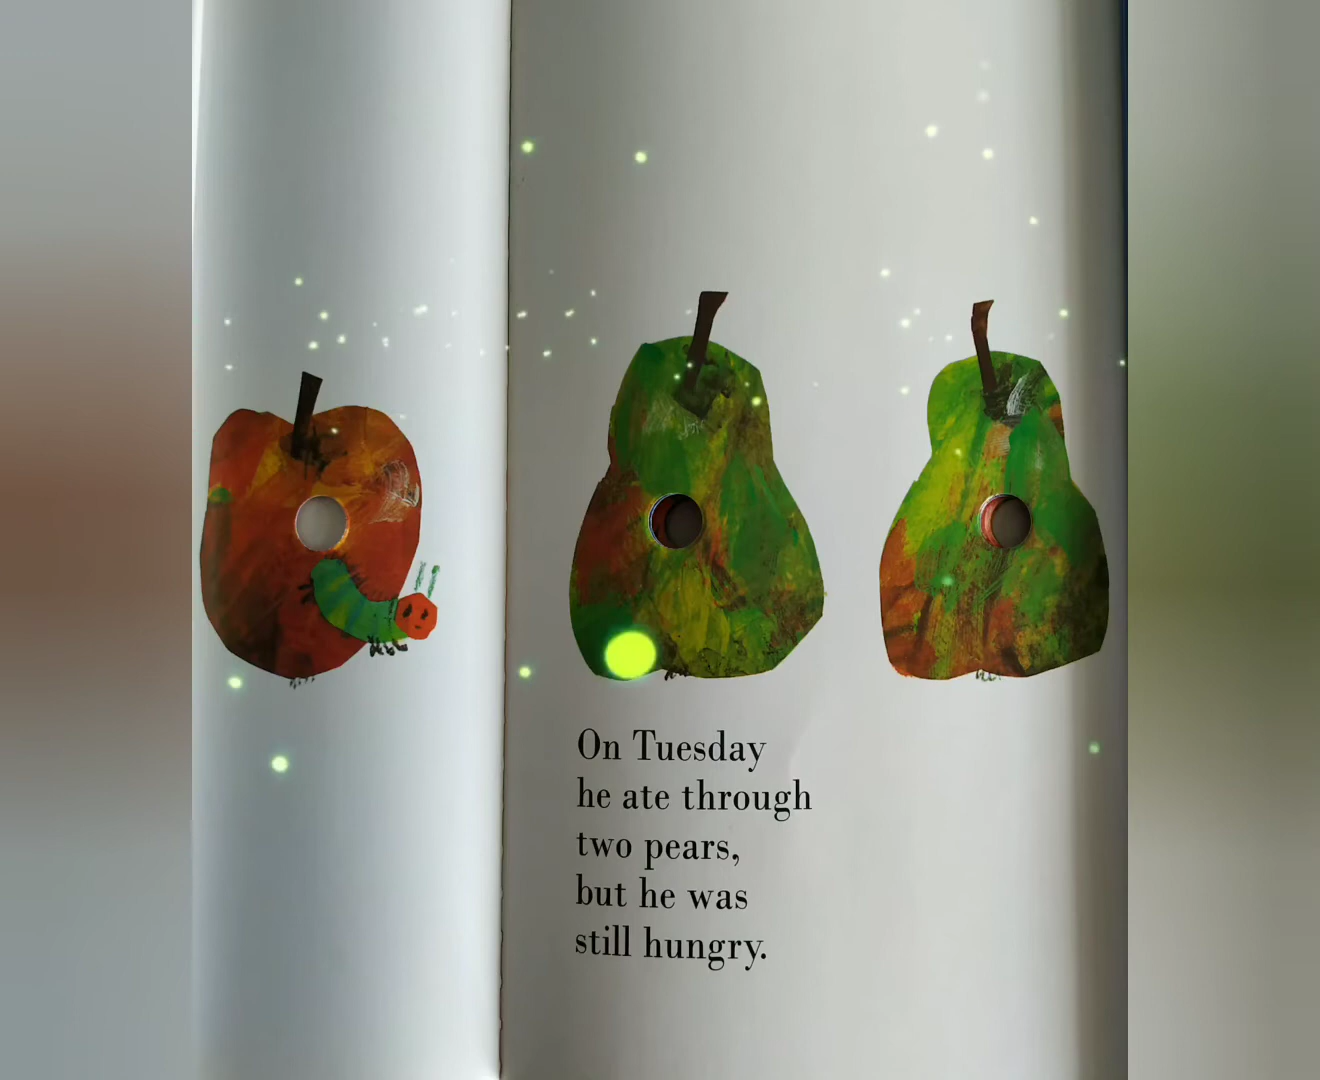 On Tuesday
he ate through
two pears,
but he was
still hungry.